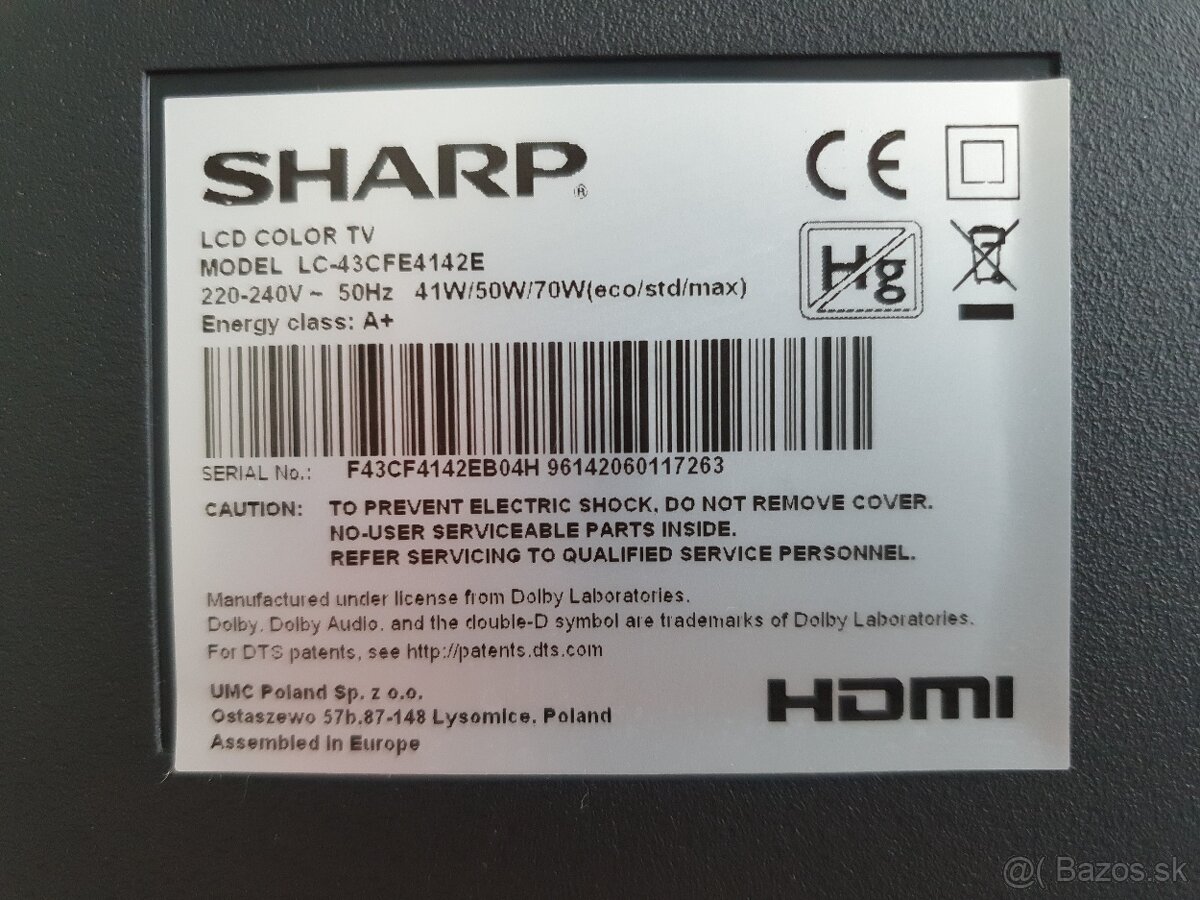 SHARP®
LCD COLOR TV
MODEL LC-43CFE4142E
220-240V ~ 50Hz 41W/50W/70W(eco/std/max)
Energy class: A+
CE
Hg
SERIAL No.: F43CF4142EB04H 96142060117263
CAUTION: TO PREVENT ELECTRIC SHOCK, DO NOT REMOVE COVER.
NO-USER SERVICEABLE PARTS INSIDE.
REFER SERVICING TO QUALIFIED SERVICE PERSONNEL.
Manufactured under license from Dolby Laboratories.
Dolby, Dolby Audio, and the double-D symbol are trademarks of Dolby Laboratories.
For DTS patents, see http://patents.dts.com
UMC Poland Sp. z o.o.
Ostaszewo 57b,87-148 Lysomice, Poland
Assembled in Europe
HDMI
@( Bazos.sk